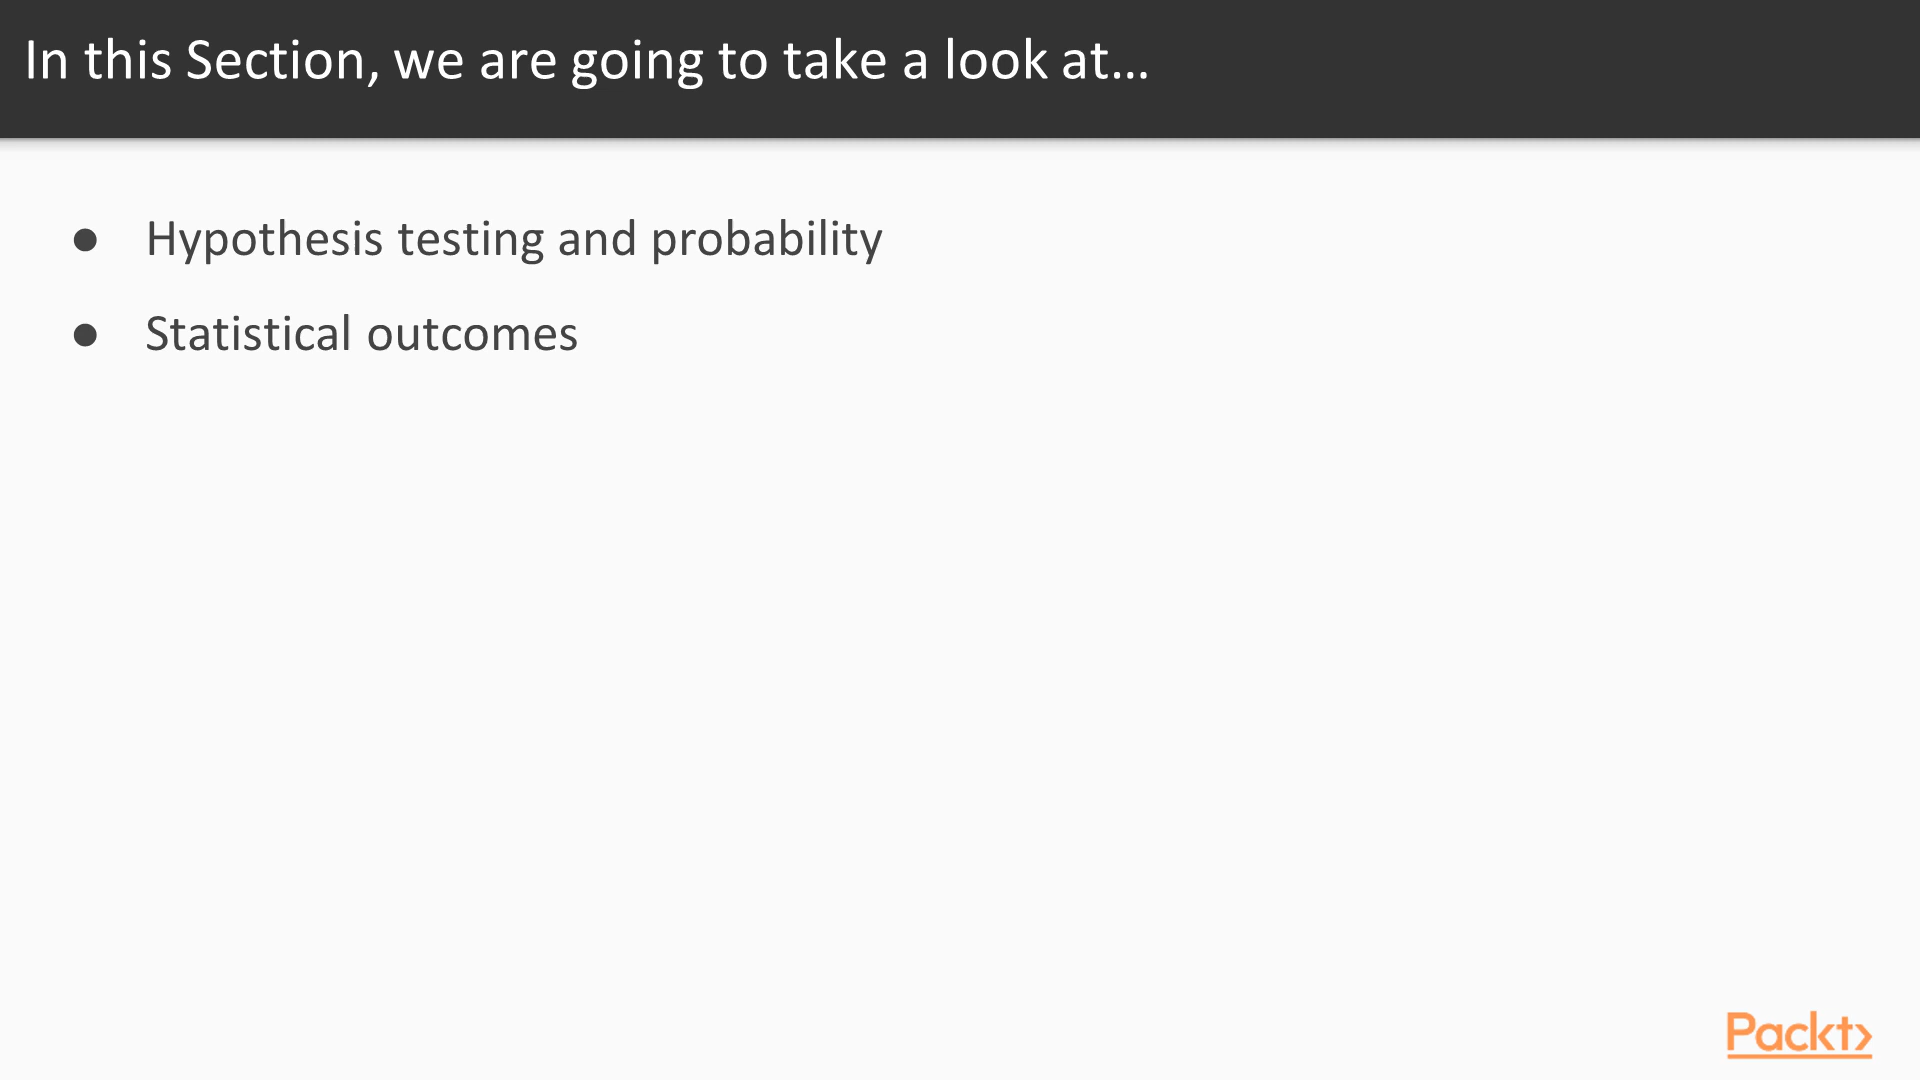 In this Section, we are going to take a look at…
● Hypothesis testing and probability
● Statistical outcomes
Packt>